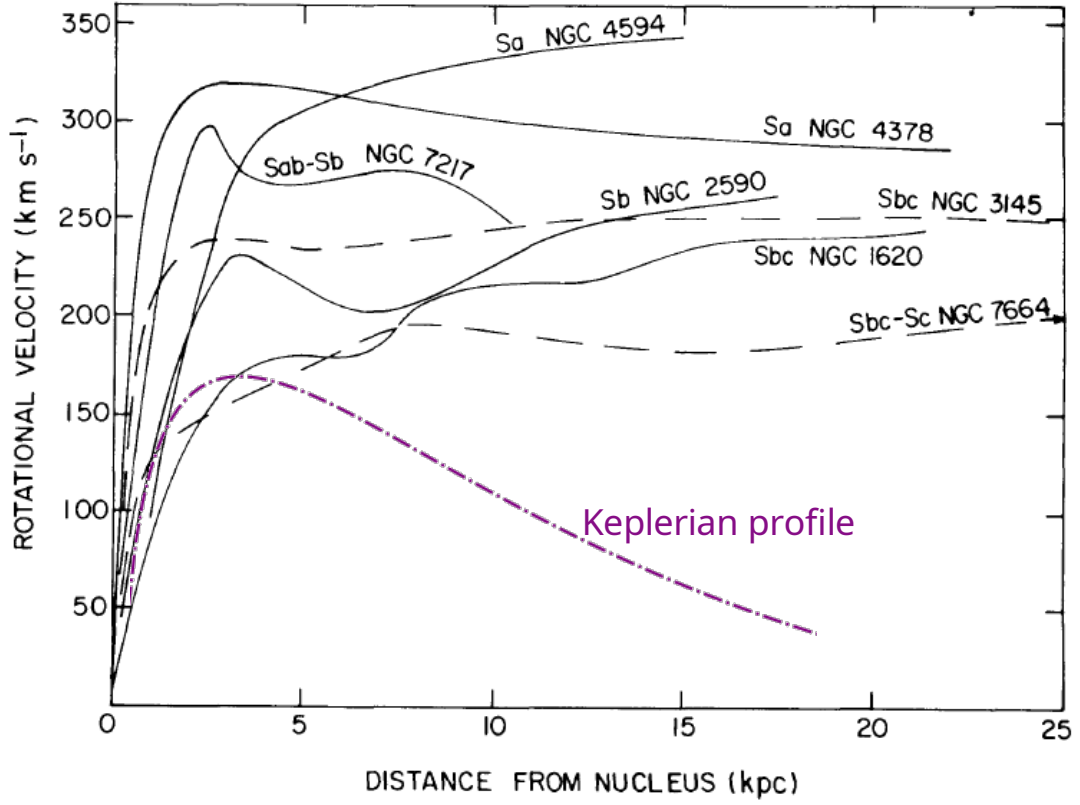 350
300
250
200
150
100
50
0
5
10
15
20
25
ROTATIONAL VELOCITY (km s⁻¹)
DISTANCE FROM NUCLEUS (kpc)
Sa NGC 4594
Sa NGC 4378
Sab-Sb NGC 7217
Sb NGC 2590
Sbc NGC 3145
Sbc NGC 1620
Sbc-Sc NGC 7664
Keplerian profile